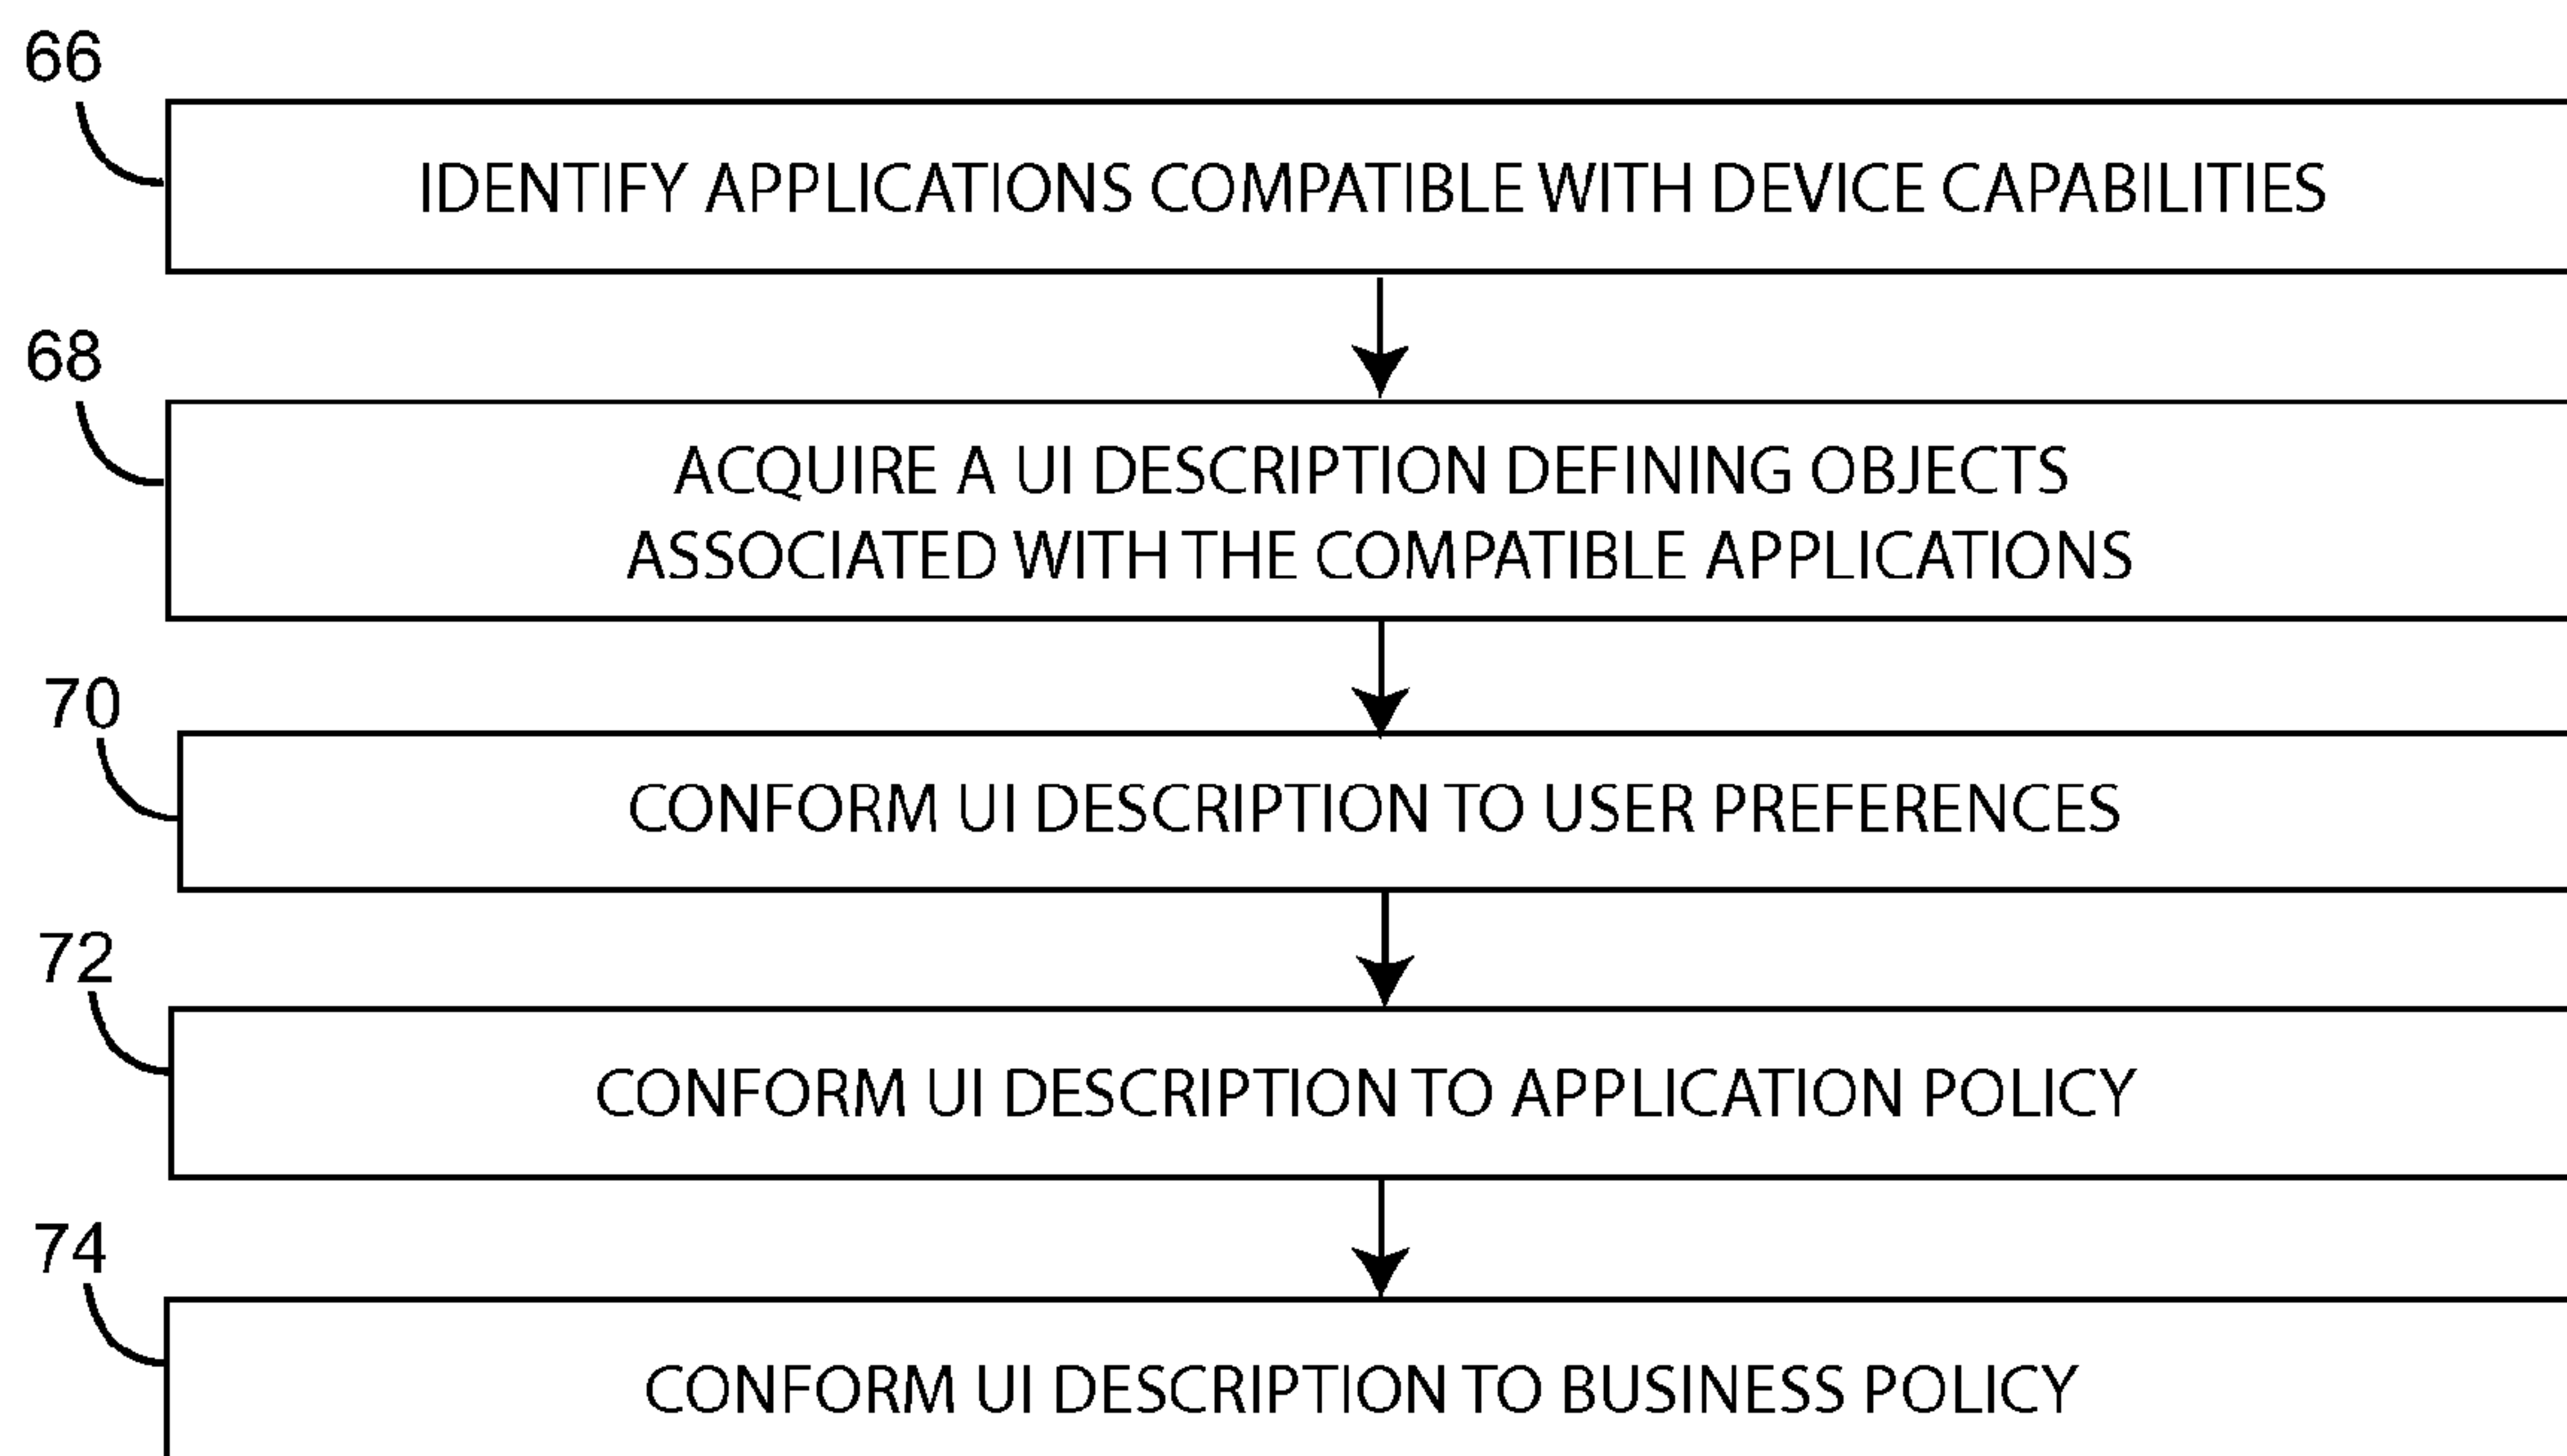 66
IDENTIFY APPLICATIONS COMPATIBLE WITH DEVICE CAPABILITIES
68
ACQUIRE A UI DESCRIPTION DEFINING OBJECTS
ASSOCIATED WITH THE COMPATIBLE APPLICATIONS
70
CONFORM UI DESCRIPTION TO USER PREFERENCES
72
CONFORM UI DESCRIPTION TO APPLICATION POLICY
74
CONFORM UI DESCRIPTION TO BUSINESS POLICY